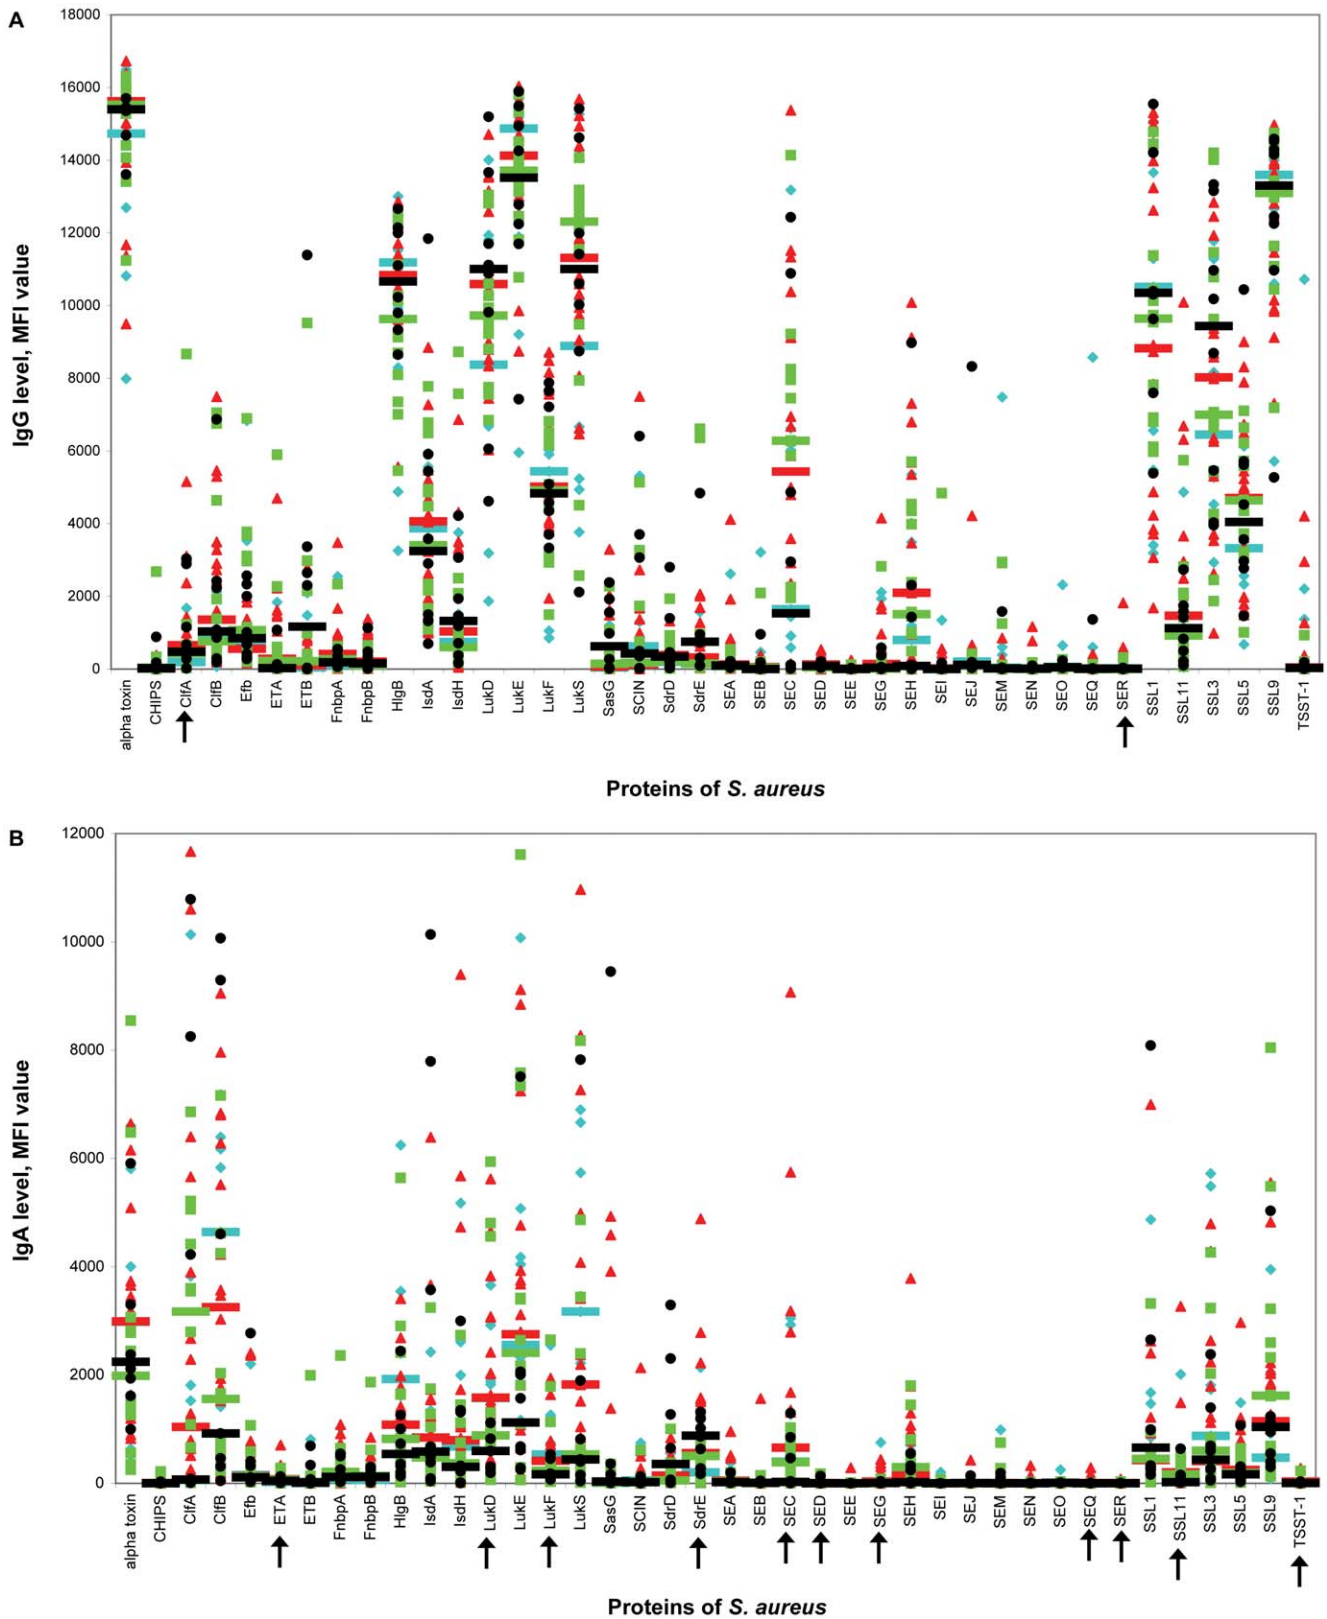 A
18000
16000
14000
12000
10000
8000
6000
4000
2000
0
IgG level, MFI value
alpha toxin
CHIPS
ClfA
ClfB
Efb
ETA
ETB
FnbpA
FnbpB
HlgB
IsdA
IsdH
LukD
LukE
LukF
LukS
SasG
SCIN
SdrD
SdrE
SEA
SEB
SEC
SED
SEE
SEG
SEH
SEI
SEJ
SEM
SEN
SEO
SEQ
SER
SSL1
SSL11
SSL3
SSL5
SSL9
TSST-1
Proteins of S. aureus
B
12000
10000
8000
6000
4000
2000
0
IgA level, MFI value
alpha toxin
CHIPS
ClfA
ClfB
Efb
ETA
ETB
FnbpA
FnbpB
HlgB
IsdA
IsdH
LukD
LukE
LukF
LukS
SasG
SCIN
SdrD
SdrE
SEA
SEB
SEC
SED
SEE
SEG
SEH
SEI
SEJ
SEM
SEN
SEO
SEQ
SER
SSL1
SSL11
SSL3
SSL5
SSL9
TSST-1
Proteins of S. aureus